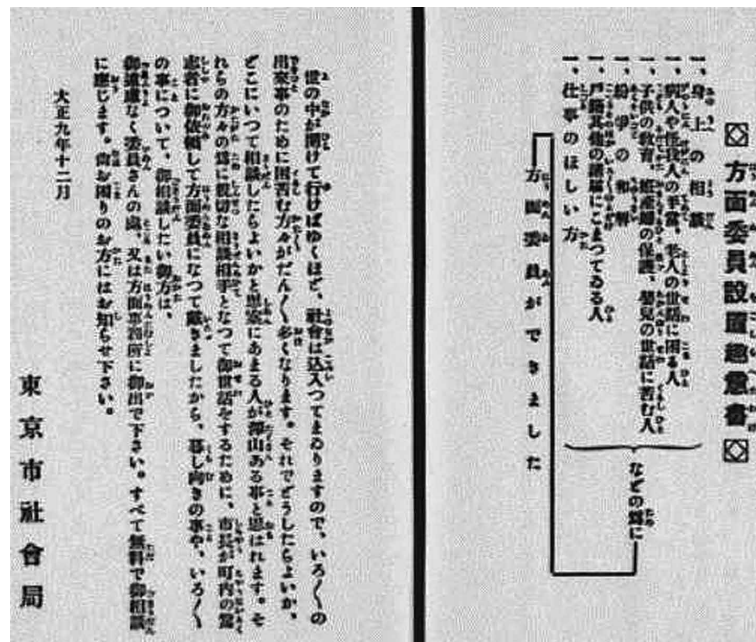 方面委員設置趣意書
一、身上の相談
一、病人や怪我人の手當、老人の世話に困る人
一、子供の教育、姙産婦の保護、嬰兒の世話に苦む人
一、紛爭の和解
一、戸籍其他の諸屆にこまつてゐる人
一、仕事のほしい方
などの爲に
方面委員ができました
世の中が開けて行けばゆくほど、社會は込入つてまゐりますので、いろ〱の
出來事のために困苦む方々がだん〱多くなります。それでどうしたらよいか、
どこにいつて相談したらよいかと思案にあまる人が澤山ある事と思はれます。そ
れらの方々の爲に親切な相談相手となつて御世話をするために、市長が町内の篤
志者に御依頼して方面委員になつて戴きましたから、暮し向きの事や、いろ〱
の事について、御相談したい御方は、
御遠慮なく委員さんの處、又は方面事務所に御出で下さい。すべて無料で御相談
に應じます。尚お困りのお方にはお知らせ下さい。
大正九年十二月
東京市社會局